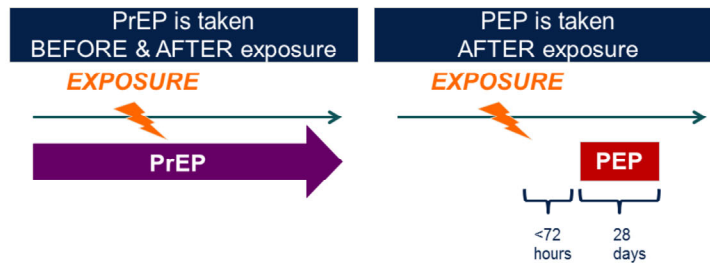 PrEP is taken
BEFORE & AFTER exposure
EXPOSURE
PrEP
PEP is taken
AFTER exposure
EXPOSURE
PEP
<72
hours
28
days